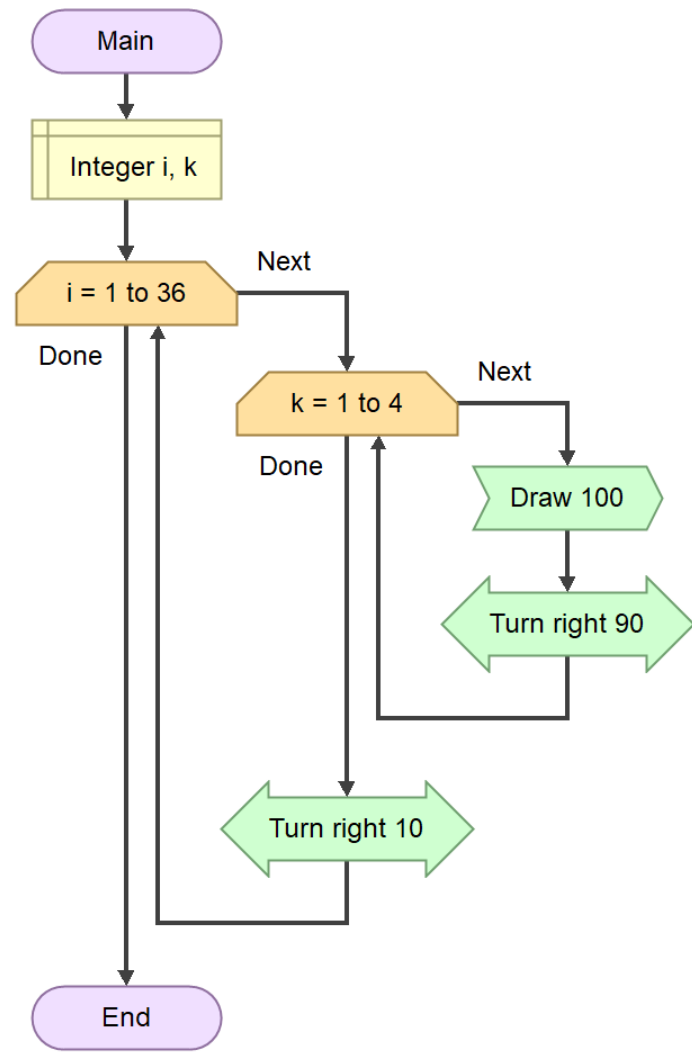 Main
Integer i, k
i = 1 to 36
Next
Done
k = 1 to 4
Next
Done
Draw 100
Turn right 90
Turn right 10
End